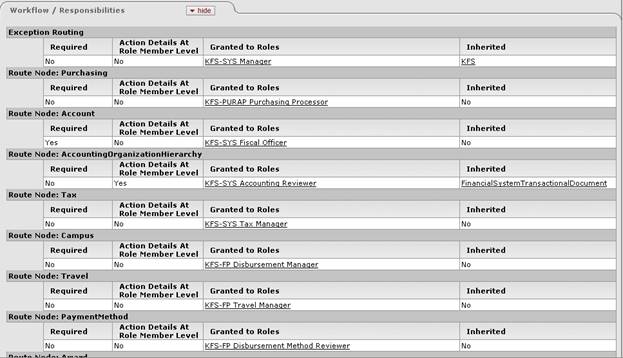 Workflow / Responsibilities ▾ hide
Exception Routing
Required Action Details At Role Member Level Granted to Roles Inherited
No No KFS-SYS Manager KFS
Route Node: Purchasing
Required Action Details At Role Member Level Granted to Roles Inherited
No No KFS-PURAP Purchasing Processor No
Route Node: Account
Required Action Details At Role Member Level Granted to Roles Inherited
Yes No KFS-SYS Fiscal Officer No
Route Node: AccountingOrganizationHierarchy
Required Action Details At Role Member Level Granted to Roles Inherited
No Yes KFS-SYS Accounting Reviewer FinancialSystemTransactionalDocument
Route Node: Tax
Required Action Details At Role Member Level Granted to Roles Inherited
No No KFS-SYS Tax Manager No
Route Node: Campus
Required Action Details At Role Member Level Granted to Roles Inherited
No No KFS-FP Disbursement Manager No
Route Node: Travel
Required Action Details At Role Member Level Granted to Roles Inherited
No No KFS-FP Travel Manager No
Route Node: PaymentMethod
Required Action Details At Role Member Level Granted to Roles Inherited
No No KFS-FP Disbursement Method Reviewer No
Route Node: Award